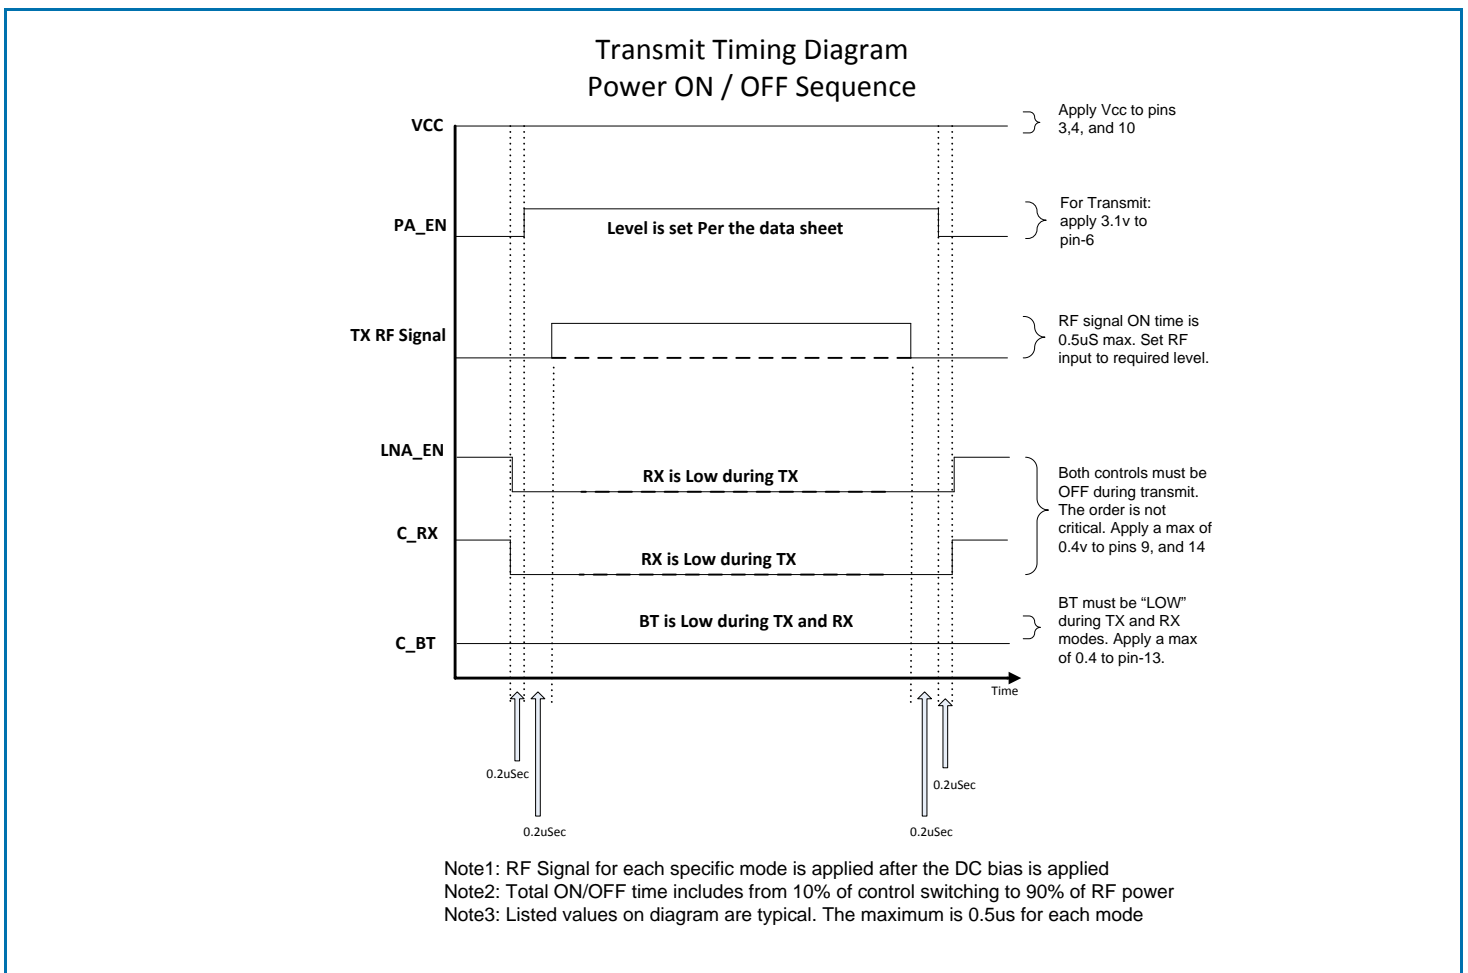 Transmit Timing Diagram
Power ON / OFF Sequence
VCC
Apply Vcc to pins
3,4, and 10
PA_EN
Level is set Per the data sheet
For Transmit:
apply 3.1v to
pin-6
TX RF Signal
RF signal ON time is
0.5uS max. Set RF
input to required level.
LNA_EN
RX is Low during TX
C_RX
RX is Low during TX
Both controls must be
OFF during transmit.
The order is not
critical. Apply a max of
0.4v to pins 9, and 14
C_BT
BT is Low during TX and RX
BT must be “LOW”
during TX and RX
modes. Apply a max
of 0.4 to pin-13.
Time
0.2uSec
0.2uSec
0.2uSec
0.2uSec
Note1: RF Signal for each specific mode is applied after the DC bias is applied
Note2: Total ON/OFF time includes from 10% of control switching to 90% of RF power
Note3: Listed values on diagram are typical. The maximum is 0.5us for each mode